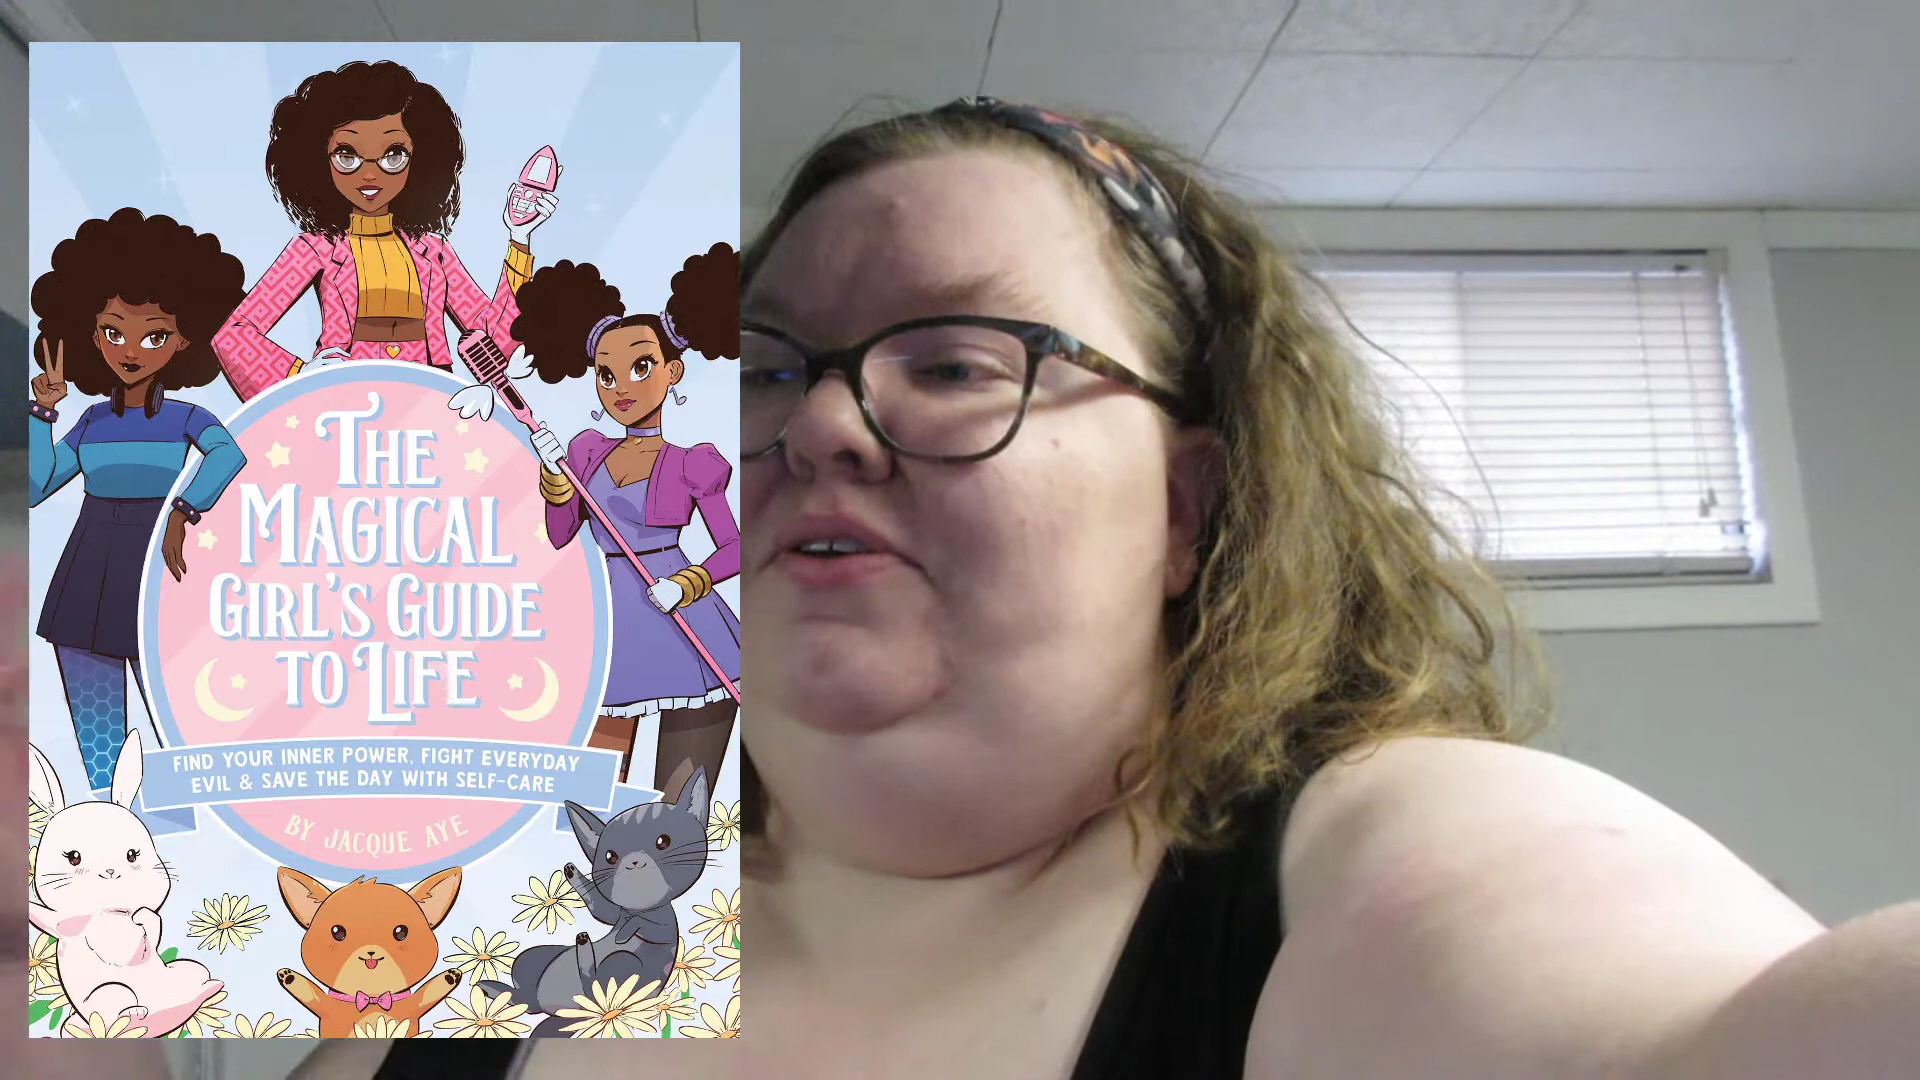 THE
MAGICAL
GIRL'S GUIDE
TO LIFE
FIND YOUR INNER POWER, FIGHT EVERYDAY
EVIL & SAVE THE DAY WITH SELF-CARE
BY JACQUE AYE